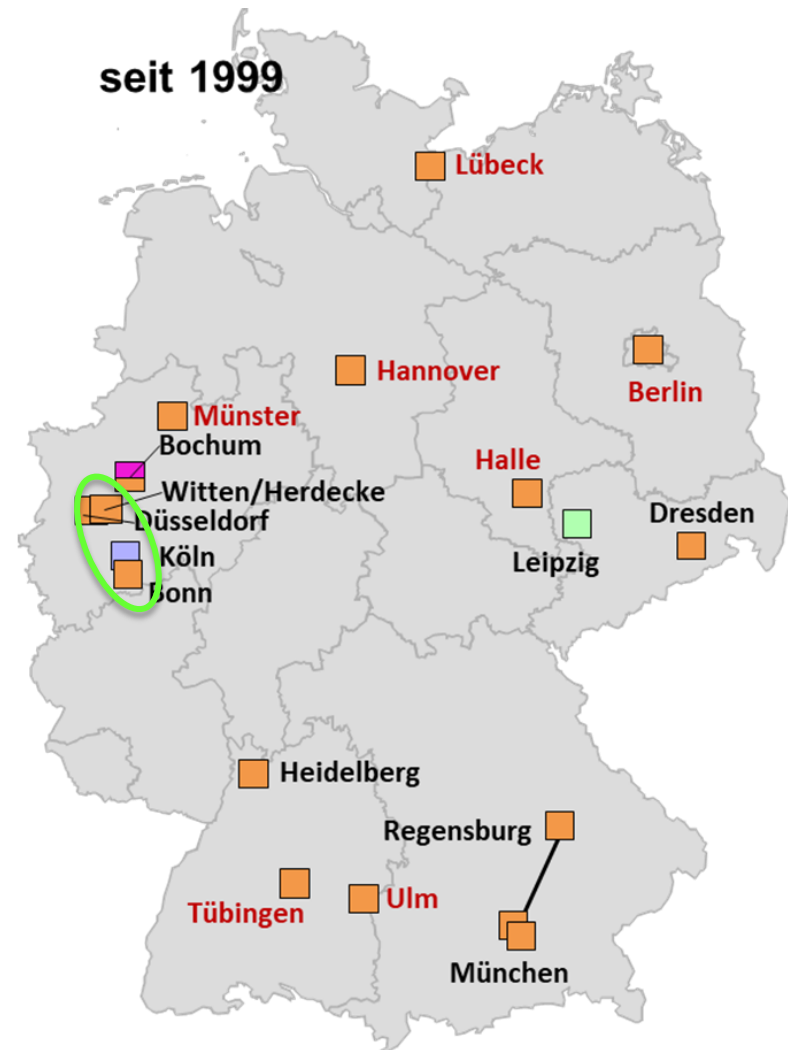 seit 1999
Lübeck
Hannover
Berlin
Münster
Bochum
Halle
Witten/Herdecke
Düsseldorf
Dresden
Köln
Leipzig
Bonn
Heidelberg
Regensburg
Tübingen
Ulm
München